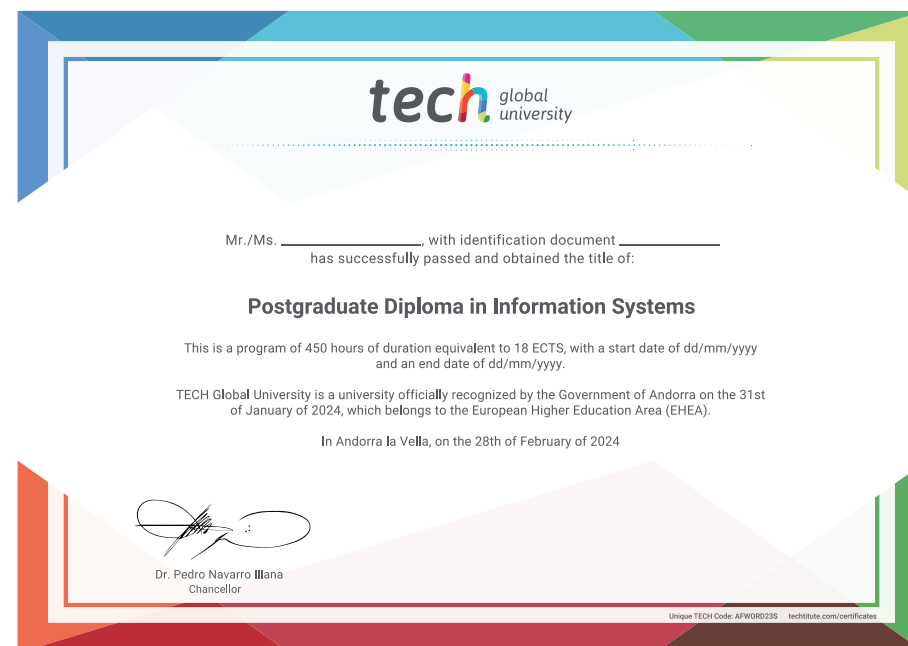 tech global university
Mr./Ms. ____________, with identification document ____________
has successfully passed and obtained the title of:
Postgraduate Diploma in Information Systems
This is a program of 450 hours of duration equivalent to 18 ECTS, with a start date of dd/mm/yyyy
and an end date of dd/mm/yyyy.
TECH Global University is a university officially recognized by the Government of Andorra on the 31st
of January of 2024, which belongs to the European Higher Education Area (EHEA).
In Andorra la Vella, on the 28th of February of 2024
Dr. Pedro Navarro Illana
Chancellor
Unique TECH Code: AFWORD23S techtitute.com/certificates